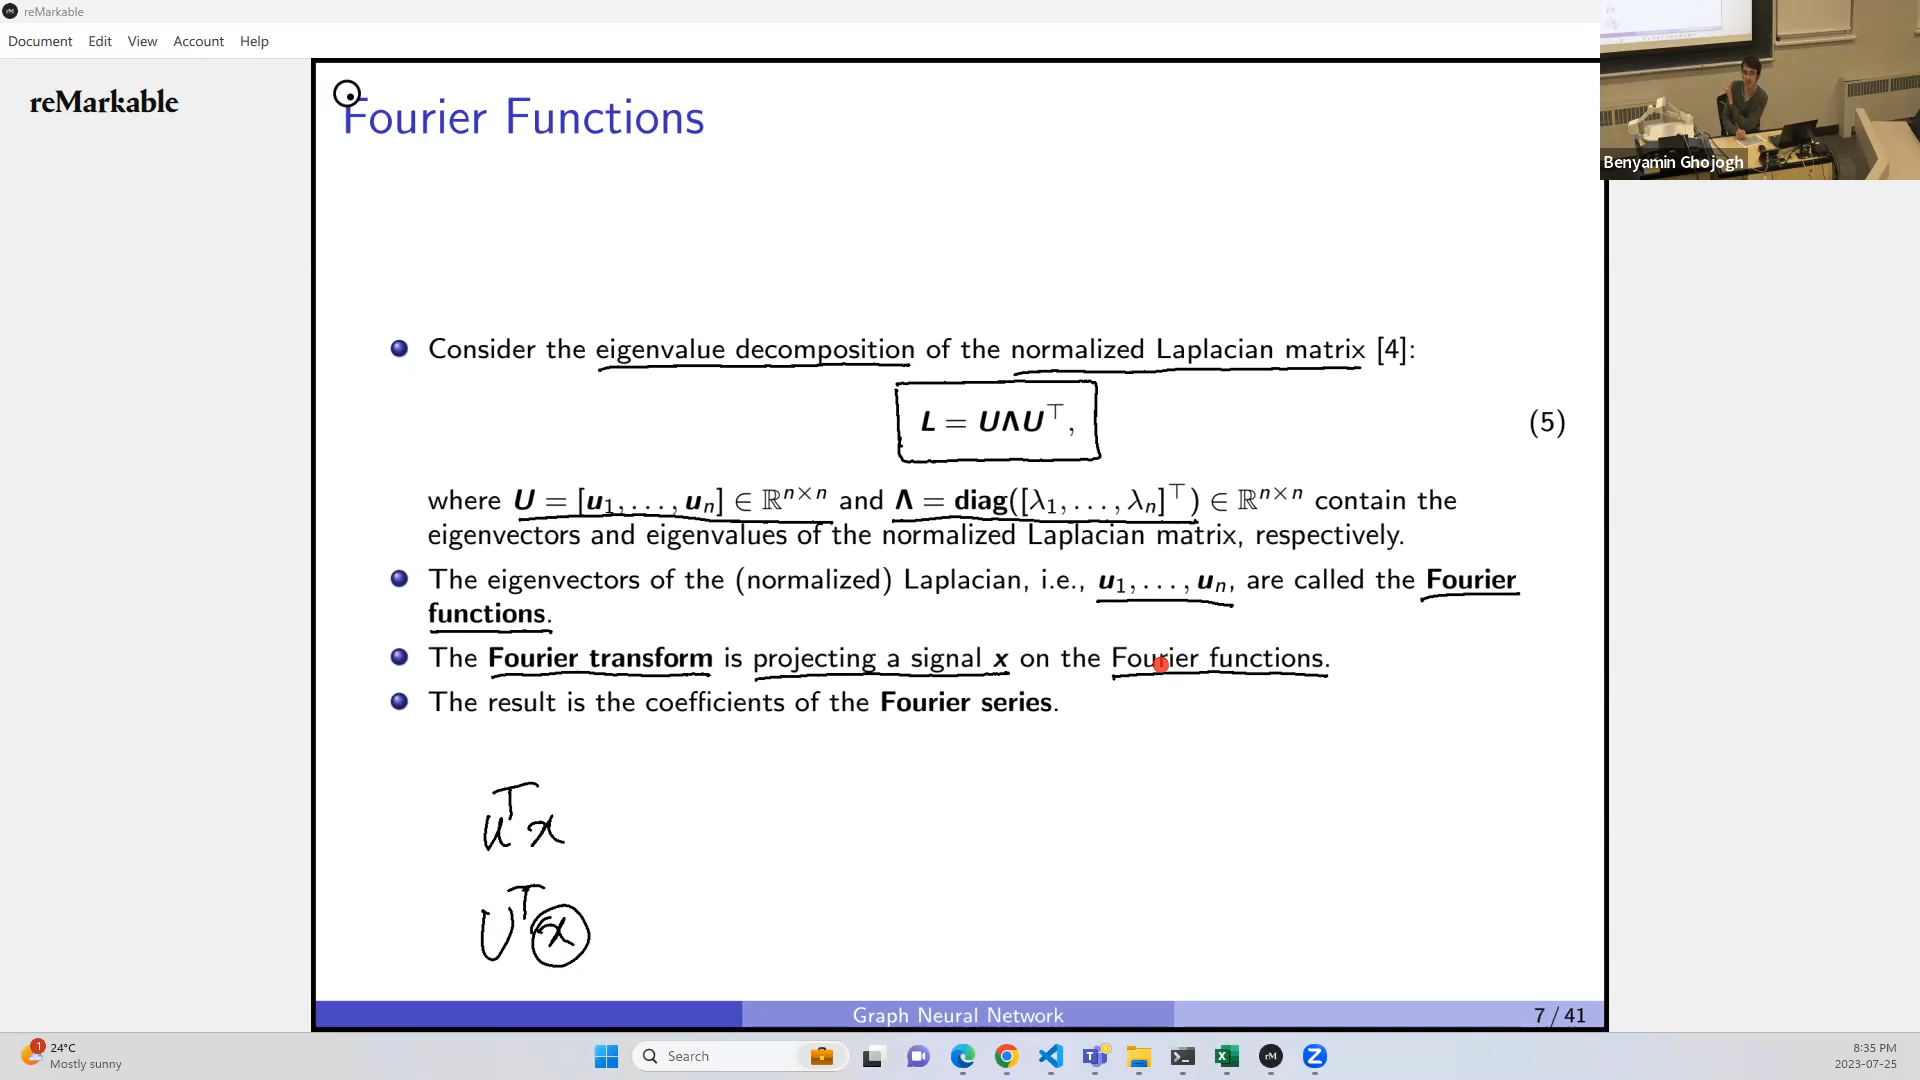 reMarkable
Document Edit View Account Help
reMarkable
Benyamin Ghojogh
Fourier Functions
Consider the eigenvalue decomposition of the normalized Laplacian matrix [4]:
L = UΛU⊤, (5)
where U = [u₁, . . . , uₙ] ∈ ℝⁿˣⁿ and Λ = diag([λ₁, . . . , λₙ]⊤) ∈ ℝⁿˣⁿ contain the
eigenvectors and eigenvalues of the normalized Laplacian matrix, respectively.
The eigenvectors of the (normalized) Laplacian, i.e., u₁, . . . , uₙ, are called the Fourier
functions.
The Fourier transform is projecting a signal x on the Fourier functions.
The result is the coefficients of the Fourier series.
u⊤x
U⊤x
Graph Neural Network 7 / 41
1
24°C
Mostly sunny
Search
rM
8:35 PM
2023-07-25